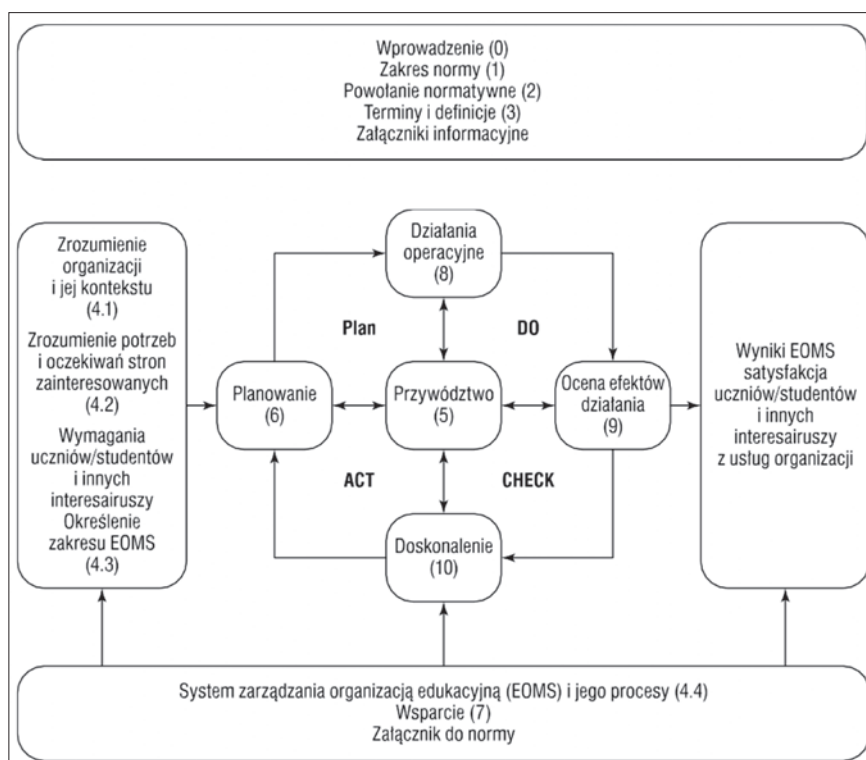 Wprowadzenie (0)
Zakres normy (1)
Powołanie normatywne (2)
Terminy i definicje (3)
Załączniki informacyjne
Zrozumienie
organizacji
i jej kontekstu
(4.1)
Zrozumienie potrzeb
i oczekiwań stron
zainteresowanych
(4.2)
Wymagania
uczniów/studentów
i innych
interesairuszy
Określenie
zakresu EOMS
(4.3)
Działania
operacyjne
(8)
Plan
DO
Planowanie
(6)
Przywództwo
(5)
Ocena efektów
działania
(9)
ACT
CHECK
Doskonalenie
(10)
Wyniki EOMS
satysfakcja
uczniów/studentów
i innych
interesairuszy
z usług organizacji
System zarządzania organizacją edukacyjną (EOMS) i jego procesy (4.4)
Wsparcie (7)
Załącznik do normy